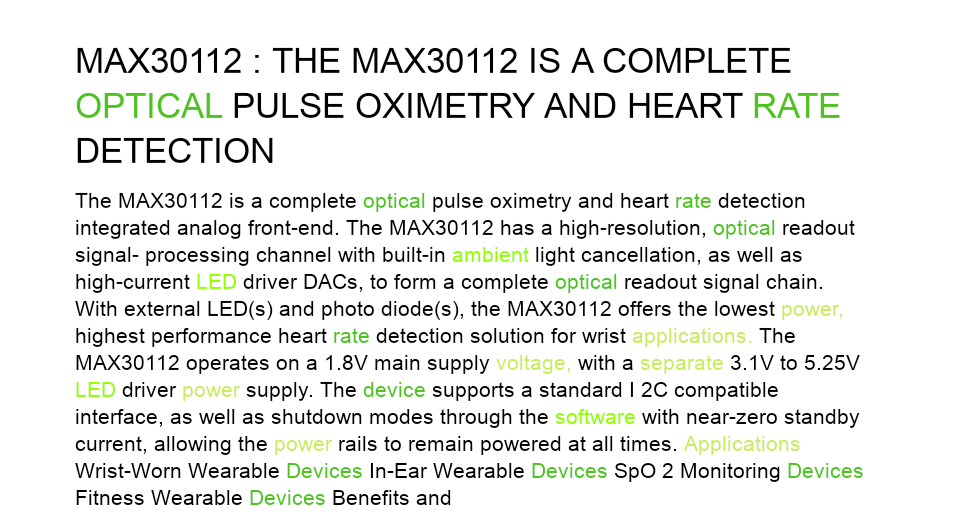 MAX30112 : THE MAX30112 IS A COMPLETE
OPTICAL PULSE OXIMETRY AND HEART RATE
DETECTION
The MAX30112 is a complete optical pulse oximetry and heart rate detection
integrated analog front-end. The MAX30112 has a high-resolution, optical readout
signal- processing channel with built-in ambient light cancellation, as well as
high-current LED driver DACs, to form a complete optical readout signal chain.
With external LED(s) and photo diode(s), the MAX30112 offers the lowest power,
highest performance heart rate detection solution for wrist applications. The
MAX30112 operates on a 1.8V main supply voltage, with a separate 3.1V to 5.25V
LED driver power supply. The device supports a standard I 2C compatible
interface, as well as shutdown modes through the software with near-zero standby
current, allowing the power rails to remain powered at all times. Applications
Wrist-Worn Wearable Devices In-Ear Wearable Devices SpO 2 Monitoring Devices
Fitness Wearable Devices Benefits and